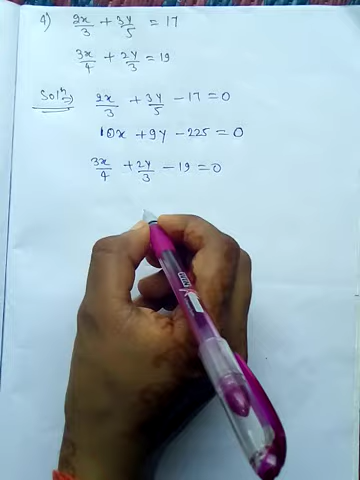 4) 2x/3 + 3y/5 = 17
3x/4 + 2y/3 = 19
Solⁿ⇒ 2x/3 + 3y/5 - 17 = 0
10x + 9y - 225 = 0
3x/4 + 2y/3 - 19 = 0